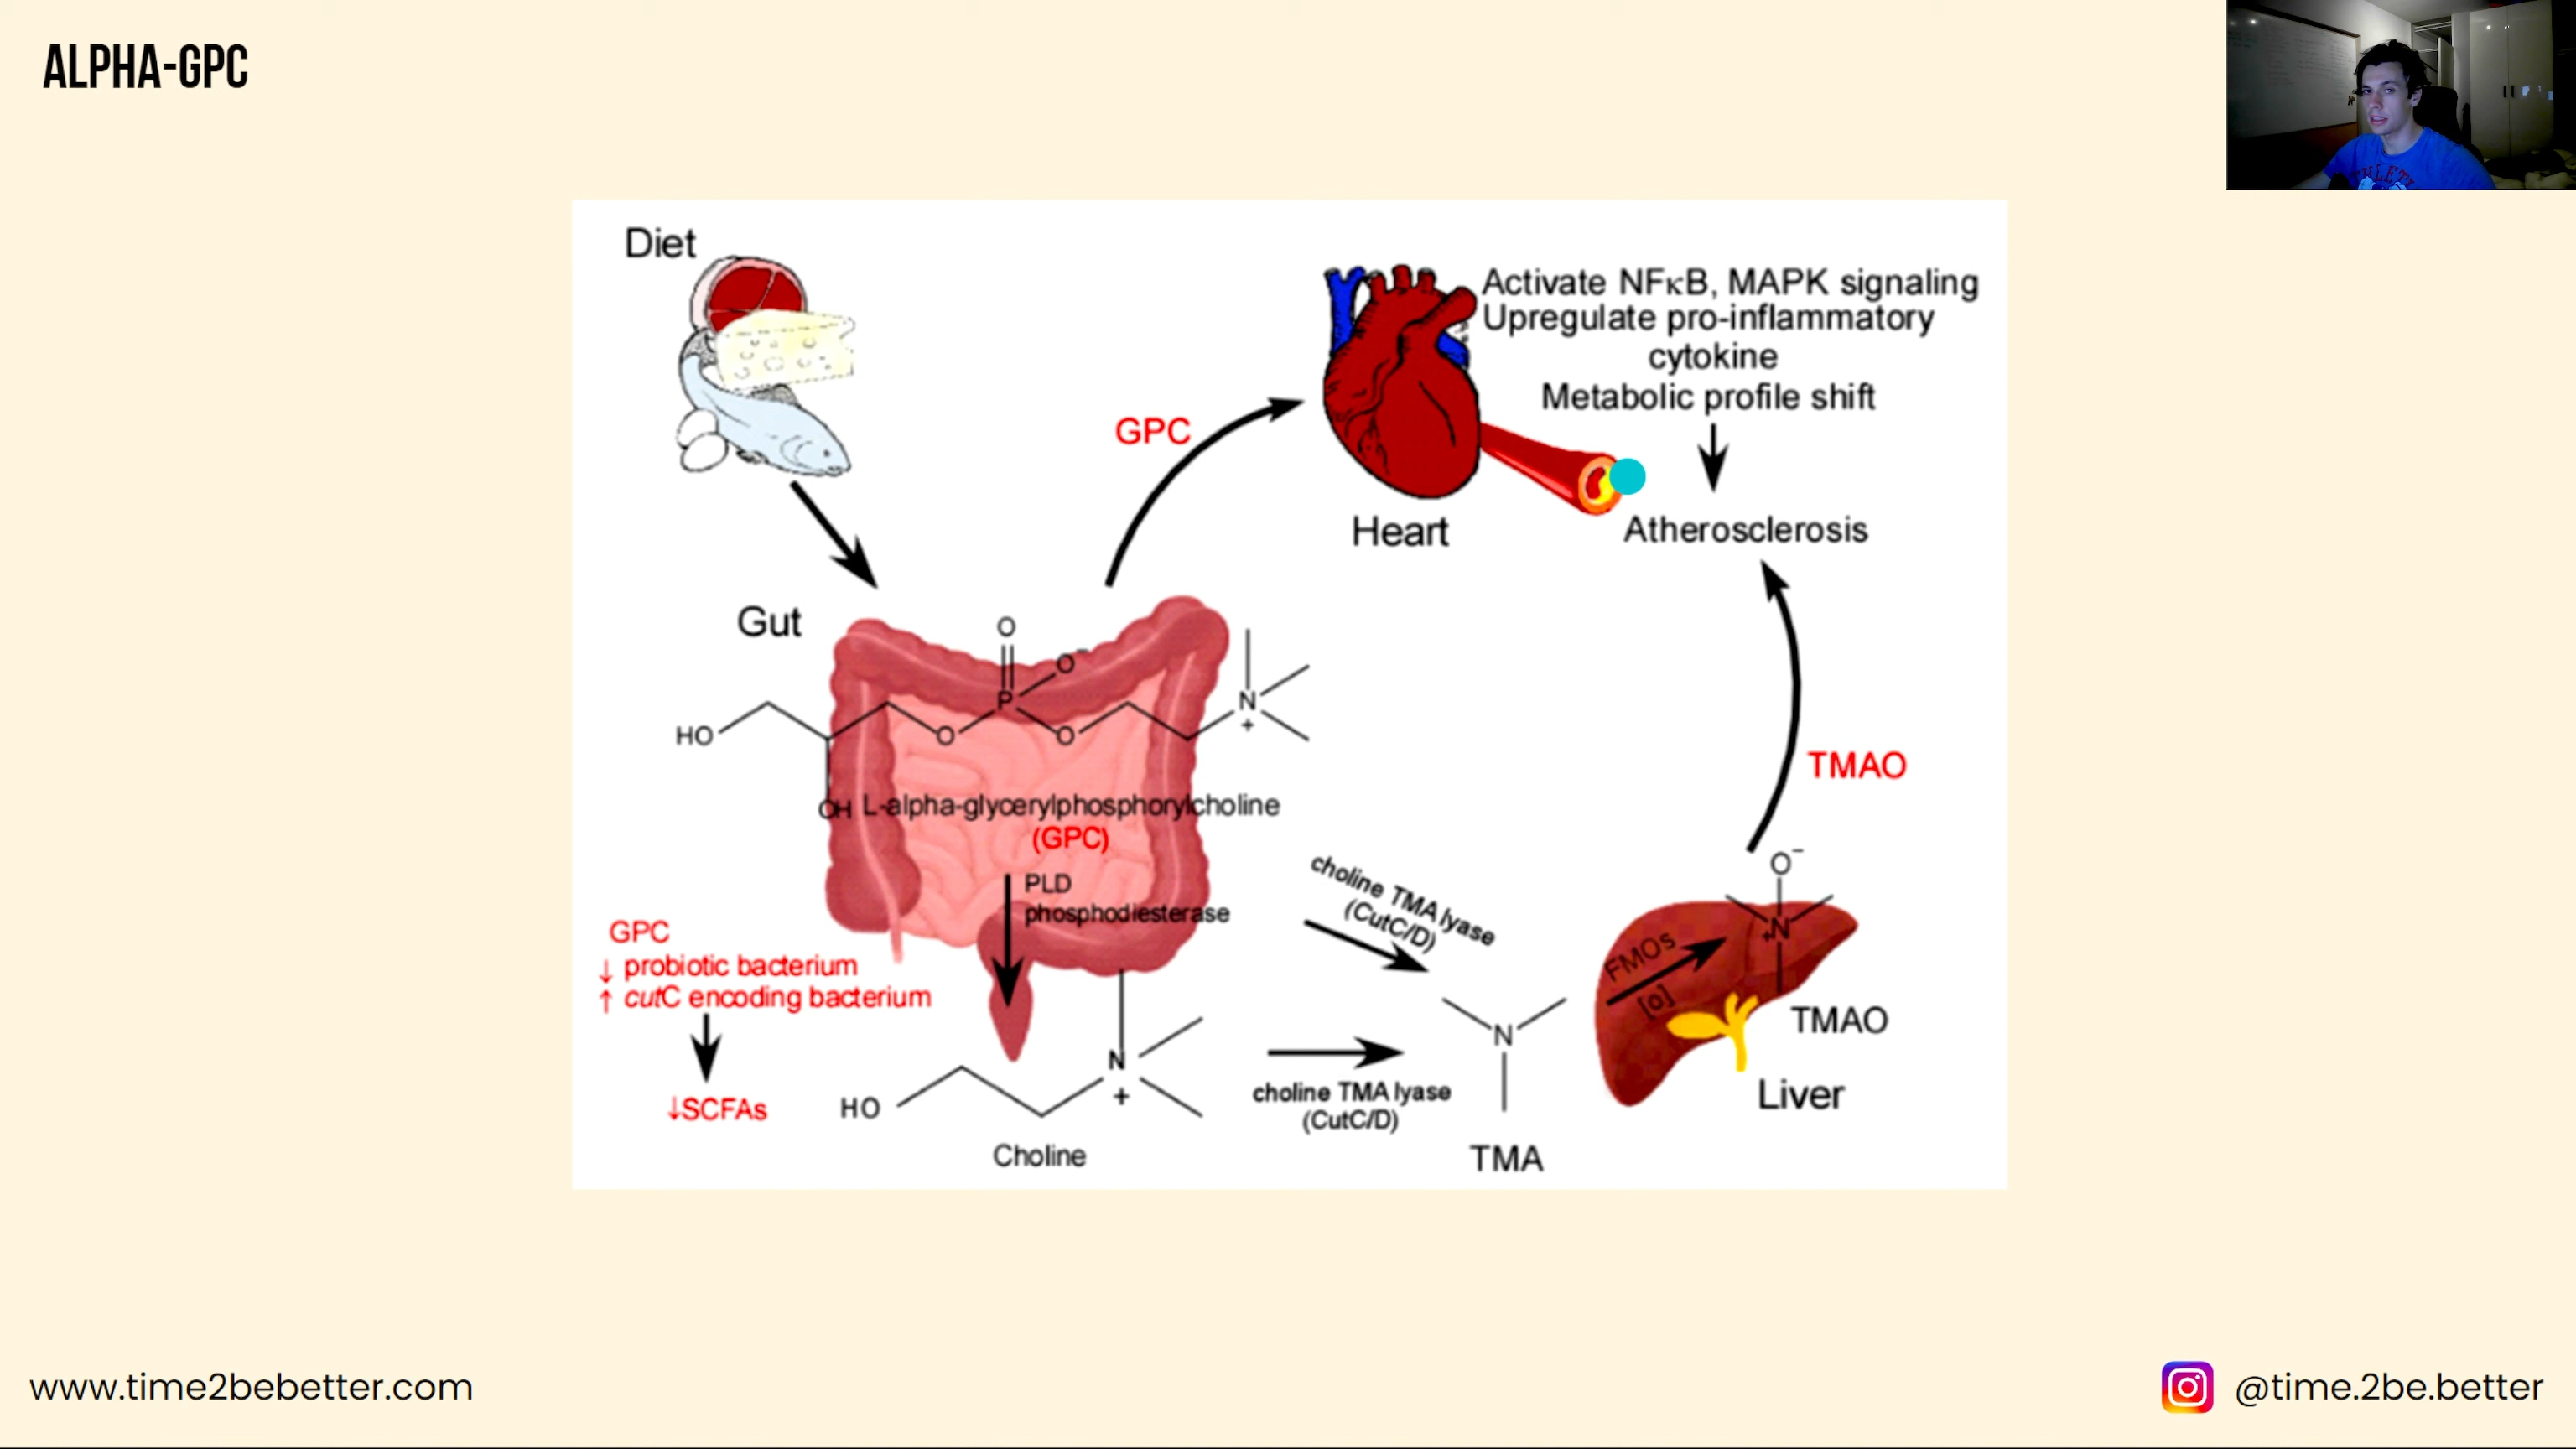 ALPHA-GPC
Diet
Activate NFκB, MAPK signaling
Upregulate pro-inflammatory
cytokine
Metabolic profile shift
GPC
Heart
Atherosclerosis
Gut
O
O⁻
P
N
+
HO
O
O
TMAO
OH L-alpha-glycerylphosphorylcholine
(GPC)
PLD
phosphodiesterase
choline TMA lyase
(CutC/D)
O⁻
+N
FMOs
[o]
TMAO
Liver
GPC
↓ probiotic bacterium
↑ cutC encoding bacterium
↓SCFAs
HO
N
+
Choline
choline TMA lyase
(CutC/D)
N
TMA
www.time2bebetter.com
@time.2be.better